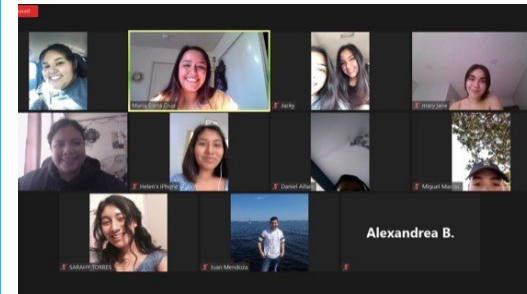 Maria Elena Cruz
Jacky
mary jane
Helen's iPhone
Daniel Alfaro
Miguel Macias
SARAHY TORRES
Juan Mendoza
Alexandrea B.